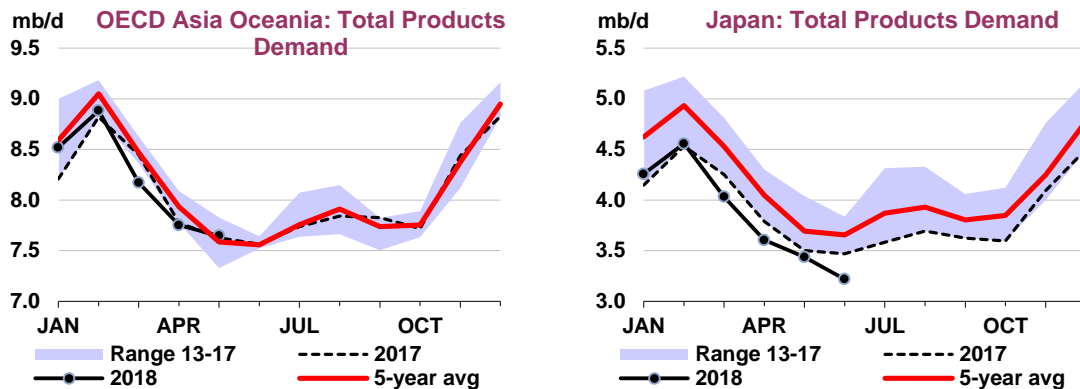 mb/d
OECD Asia Oceania: Total Products
Demand
9.5
9.0
8.5
8.0
7.5
7.0
JAN APR JUL OCT
Range 13-17 2017
2018 5-year avg
mb/d
Japan: Total Products Demand
5.5
5.0
4.5
4.0
3.5
3.0
JAN APR JUL OCT
Range 13-17 2017
2018 5-year avg